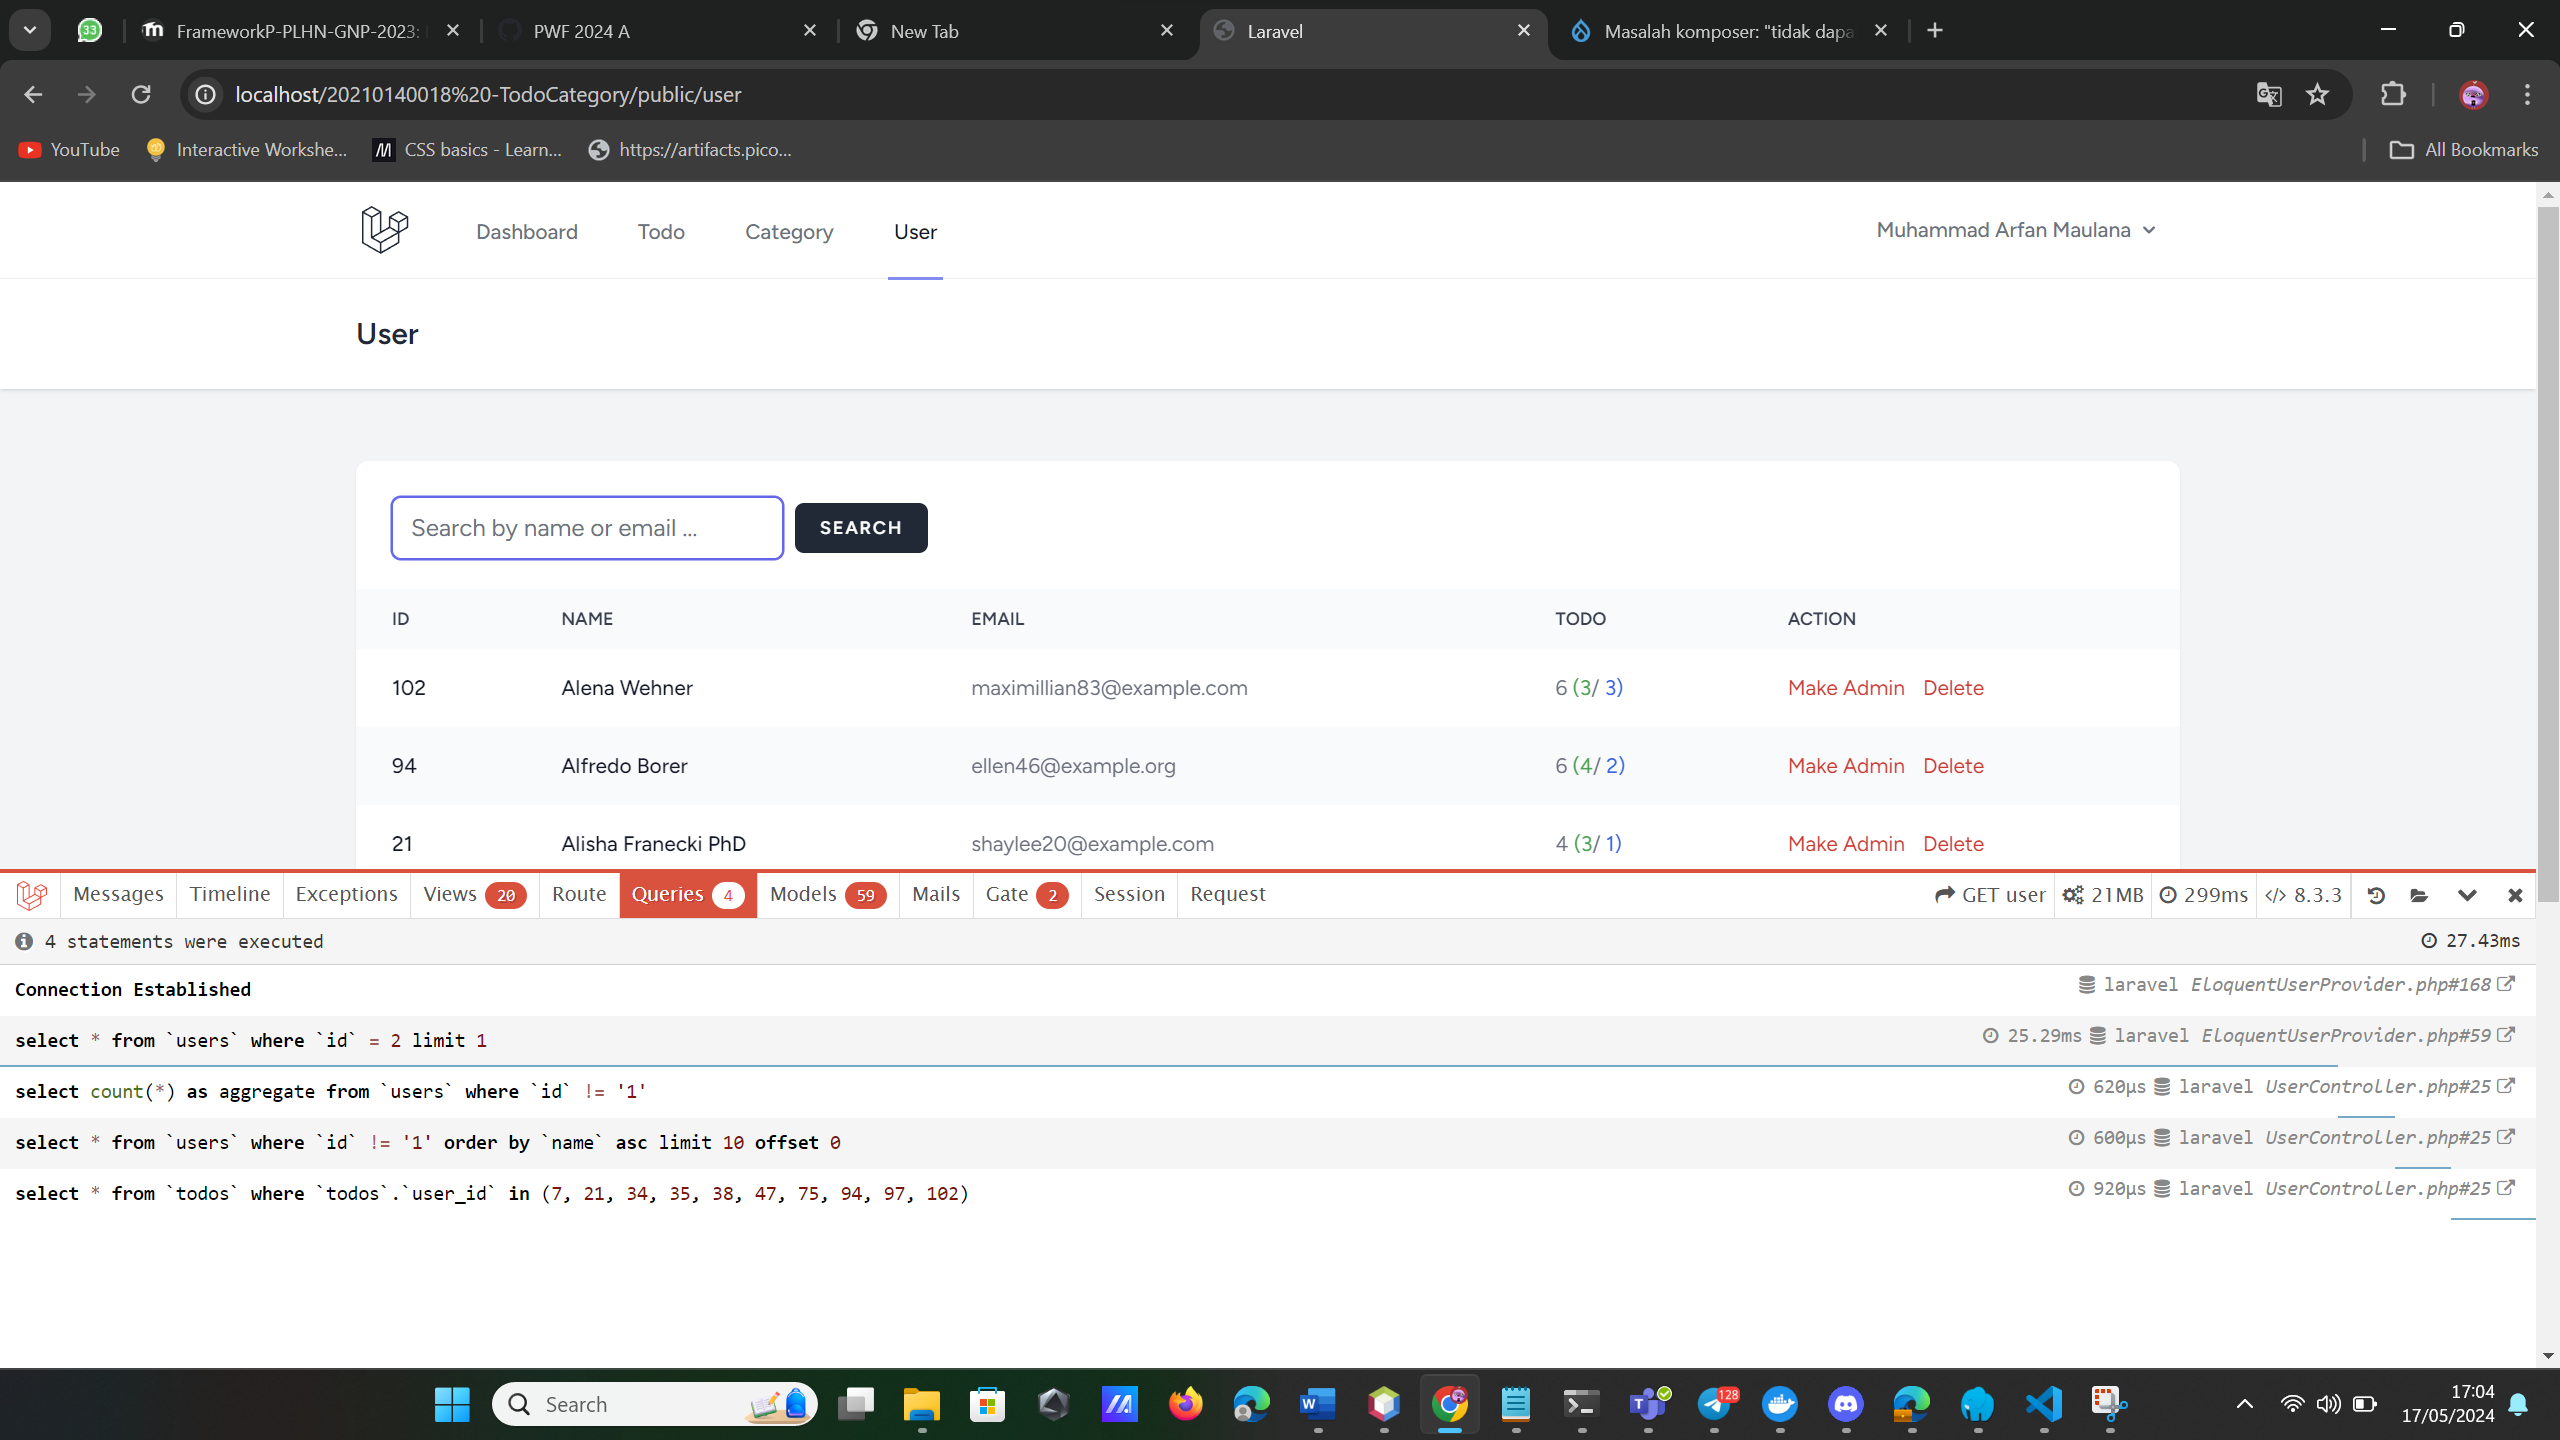 33
FrameworkP-PLHN-GNP-2023:
PWF 2024 A
New Tab
Laravel
Masalah komposer: "tidak dapa
localhost/20210140018%20-TodoCategory/public/user
YouTube
Interactive Workshe...
CSS basics - Learn...
https://artifacts.pico...
All Bookmarks
Dashboard
Todo
Category
User
Muhammad Arfan Maulana
User
Search by name or email ...
SEARCH
ID NAME EMAIL TODO ACTION
102 Alena Wehner maximillian83@example.com 6 (3/ 3) Make Admin Delete
94 Alfredo Borer ellen46@example.org 6 (4/ 2) Make Admin Delete
21 Alisha Franecki PhD shaylee20@example.com 4 (3/ 1) Make Admin Delete
Messages Timeline Exceptions Views 20 Route Queries 4 Models 59 Mails Gate 2 Session Request GET user 21MB 299ms </> 8.3.3
4 statements were executed 27.43ms
Connection Established laravel EloquentUserProvider.php#168
select * from `users` where `id` = 2 limit 1 25.29ms laravel EloquentUserProvider.php#59
select count(*) as aggregate from `users` where `id` != '1' 620μs laravel UserController.php#25
select * from `users` where `id` != '1' order by `name` asc limit 10 offset 0 600μs laravel UserController.php#25
select * from `todos` where `todos`.`user_id` in (7, 21, 34, 35, 38, 47, 75, 94, 97, 102) 920μs laravel UserController.php#25
Search
128
17:04
17/05/2024